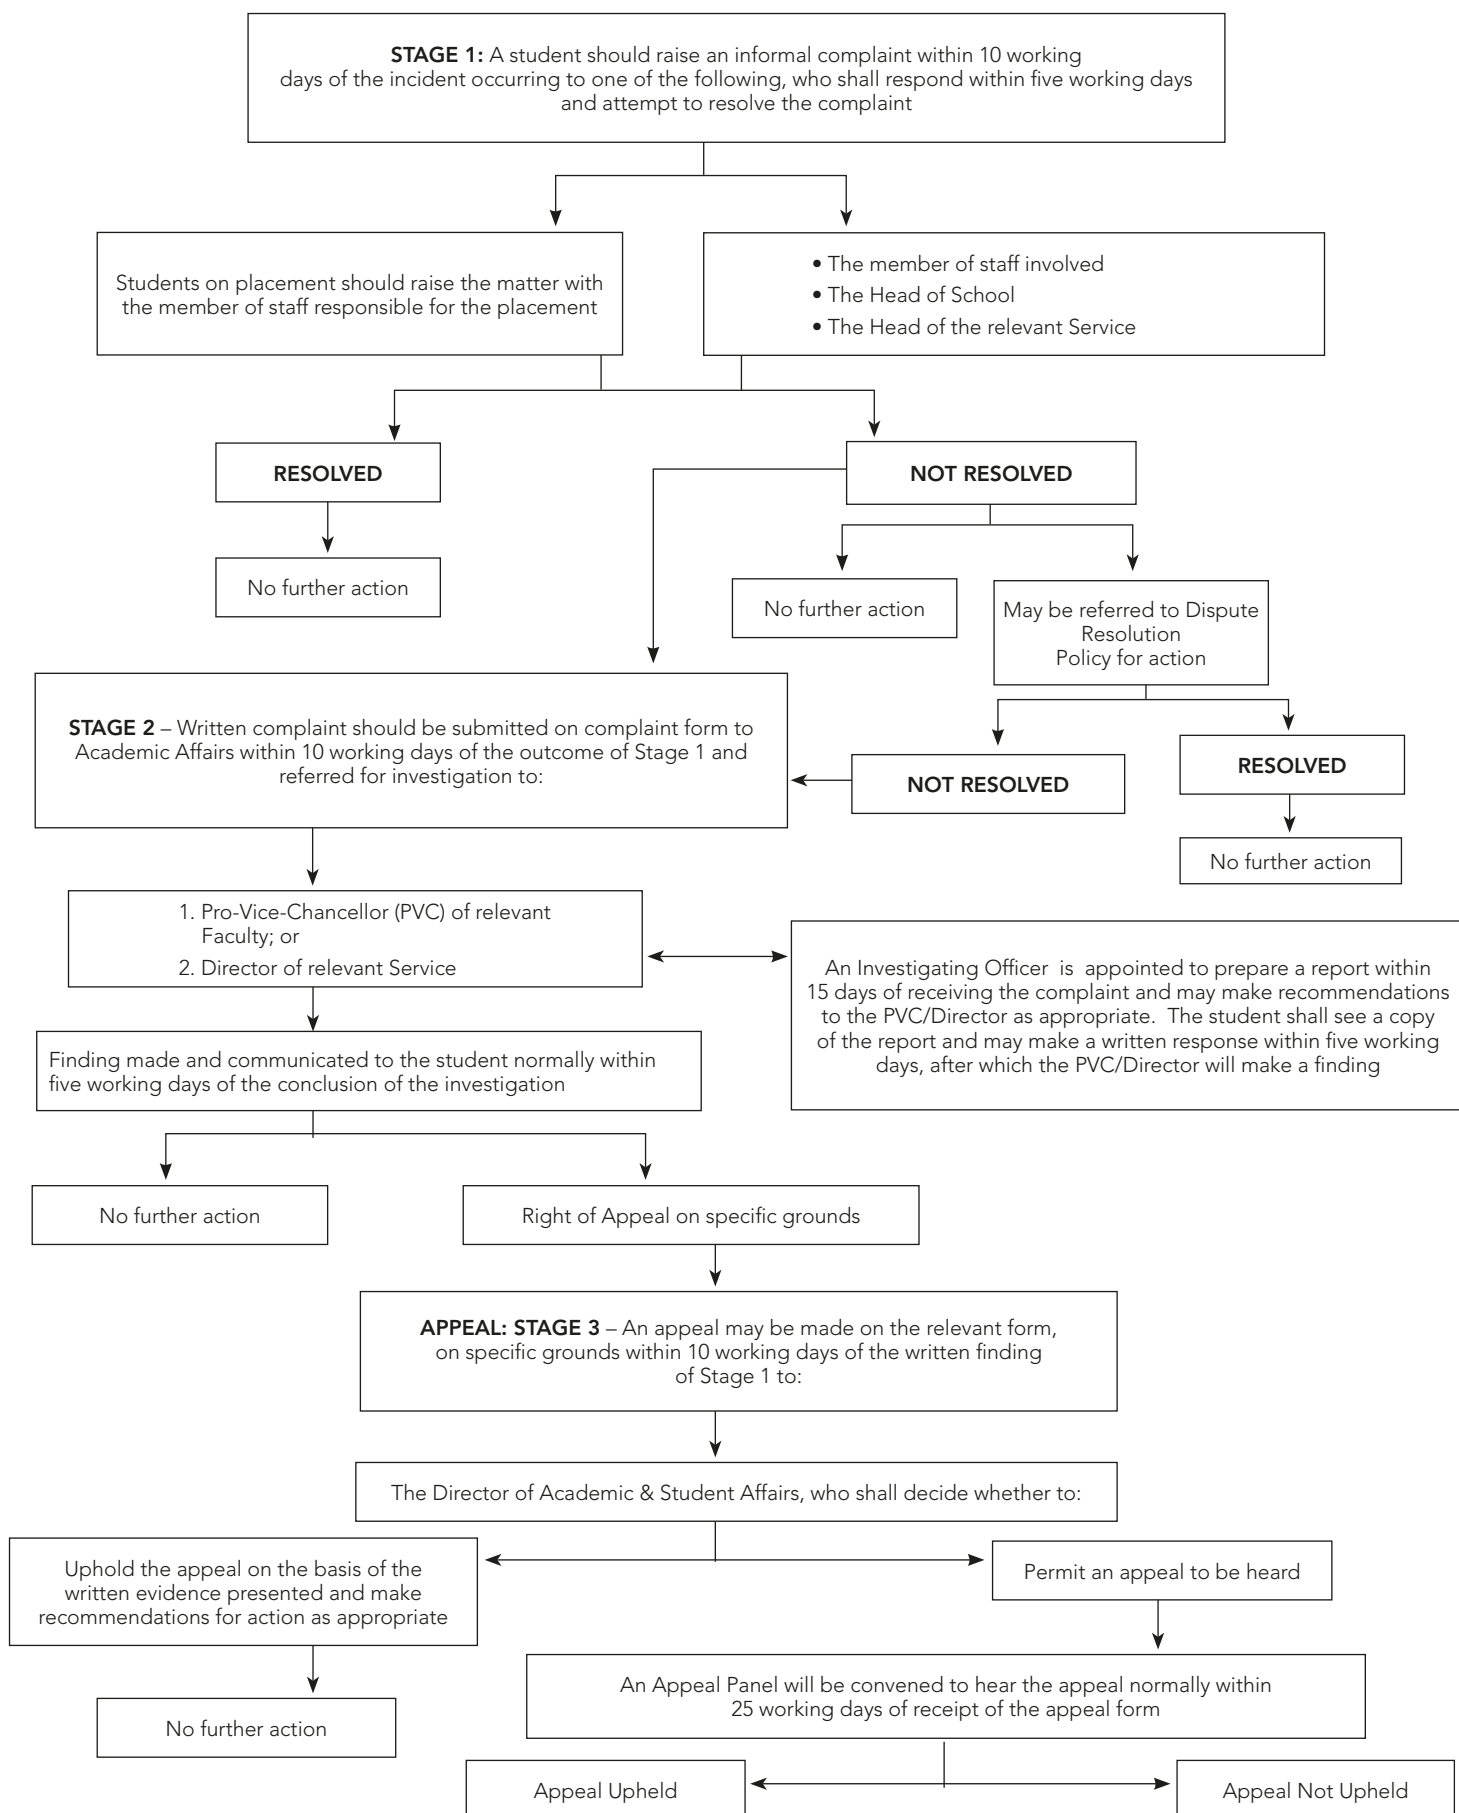 STAGE 1: A student should raise an informal complaint within 10 working
days of the incident occurring to one of the following, who shall respond within five working days
and attempt to resolve the complaint
Students on placement should raise the matter with
the member of staff responsible for the placement
• The member of staff involved
• The Head of School
• The Head of the relevant Service
RESOLVED
NOT RESOLVED
No further action
No further action
May be referred to Dispute
Resolution
Policy for action
STAGE 2 – Written complaint should be submitted on complaint form to
Academic Affairs within 10 working days of the outcome of Stage 1 and
referred for investigation to:
NOT RESOLVED
RESOLVED
No further action
1. Pro-Vice-Chancellor (PVC) of relevant
Faculty; or
2. Director of relevant Service
An Investigating Officer is appointed to prepare a report within
15 days of receiving the complaint and may make recommendations
to the PVC/Director as appropriate. The student shall see a copy
of the report and may make a written response within five working
days, after which the PVC/Director will make a finding
Finding made and communicated to the student normally within
five working days of the conclusion of the investigation
No further action
Right of Appeal on specific grounds
APPEAL: STAGE 3 – An appeal may be made on the relevant form,
on specific grounds within 10 working days of the written finding
of Stage 1 to:
The Director of Academic & Student Affairs, who shall decide whether to:
Uphold the appeal on the basis of the
written evidence presented and make
recommendations for action as appropriate
Permit an appeal to be heard
No further action
An Appeal Panel will be convened to hear the appeal normally within
25 working days of receipt of the appeal form
Appeal Upheld
Appeal Not Upheld